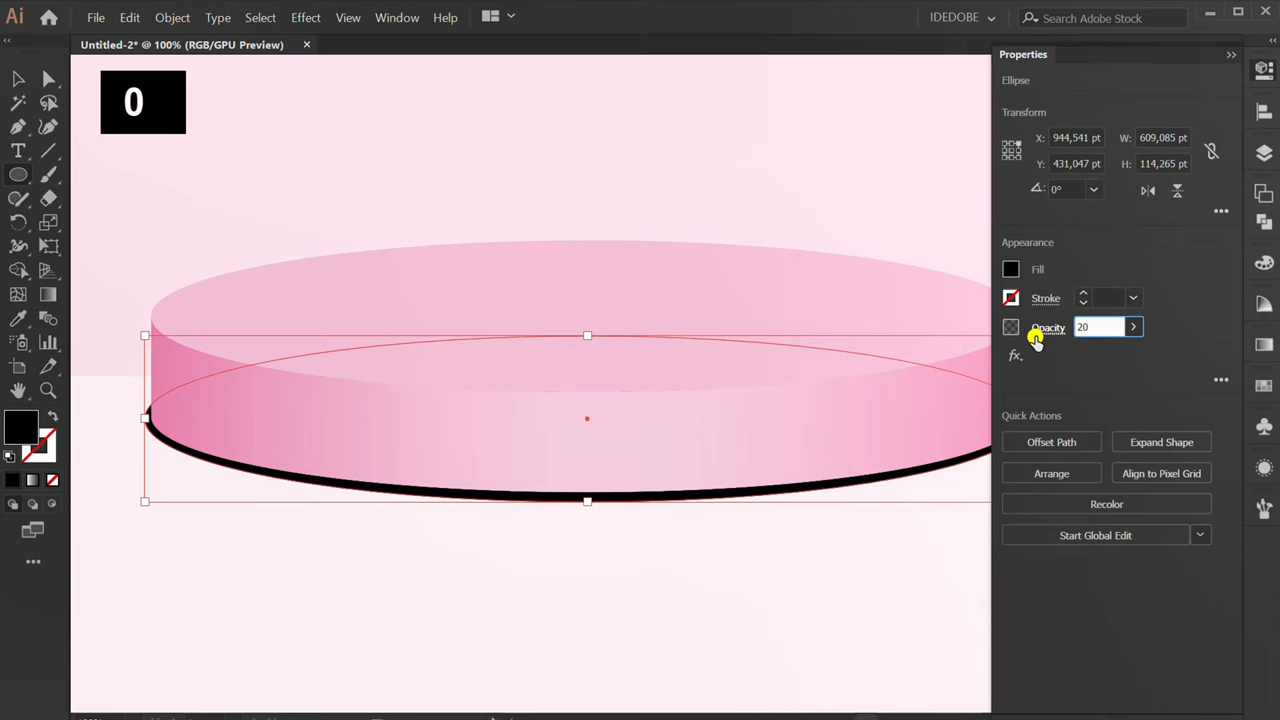 Ai File Edit Object Type Select Effect View Window Help IDEDOBE Search Adobe Stock
Untitled-2* @ 100% (RGB/GPU Preview) ×
0
Properties
Ellipse
Transform
X: 944,541 pt W: 609,085 pt
Y: 431,047 pt H: 114,265 pt
0°
Appearance
Fill
Stroke
Opacity 20
fx.
Quick Actions
Offset Path Expand Shape
Arrange Align to Pixel Grid
Recolor
Start Global Edit